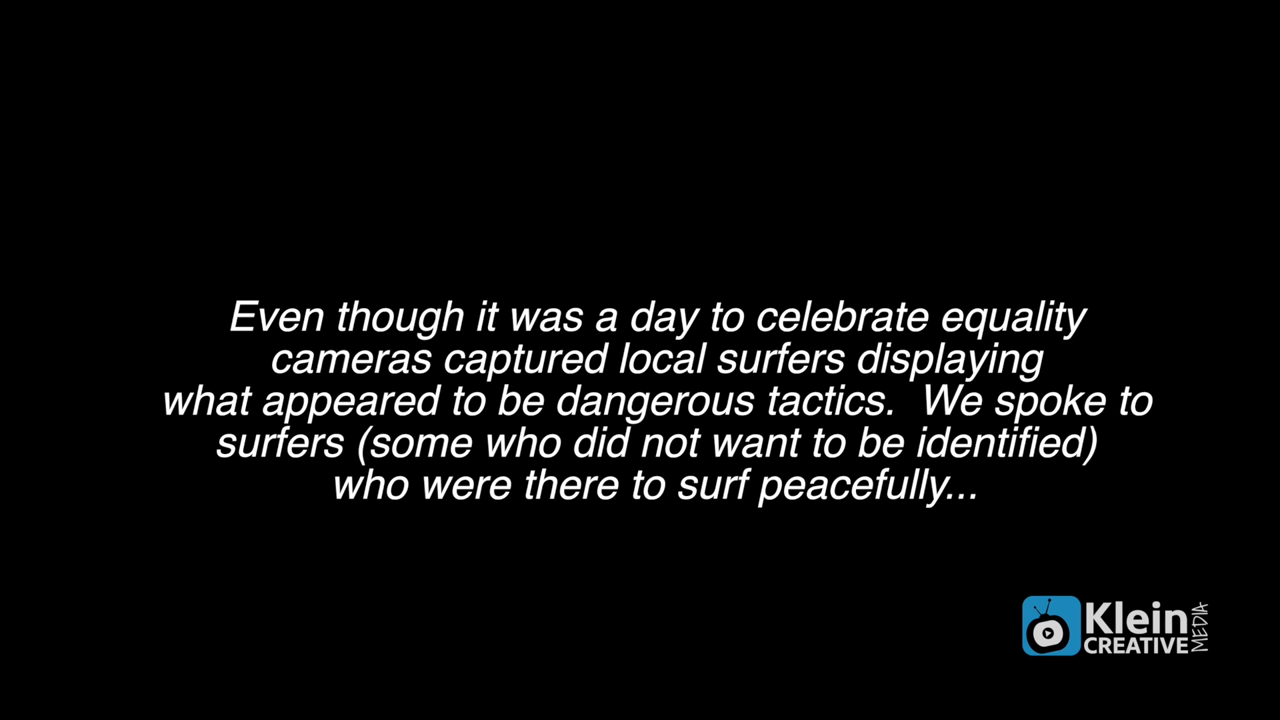 Even though it was a day to celebrate equality
cameras captured local surfers displaying
what appeared to be dangerous tactics.  We spoke to
surfers (some who did not want to be identified)
who were there to surf peacefully...
Klein
CREATIVE
MEDIA